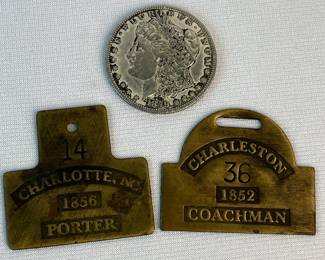 14
CHARLOTTE, NC
1856
PORTER
CHARLESTON
36
1852
COACHMAN